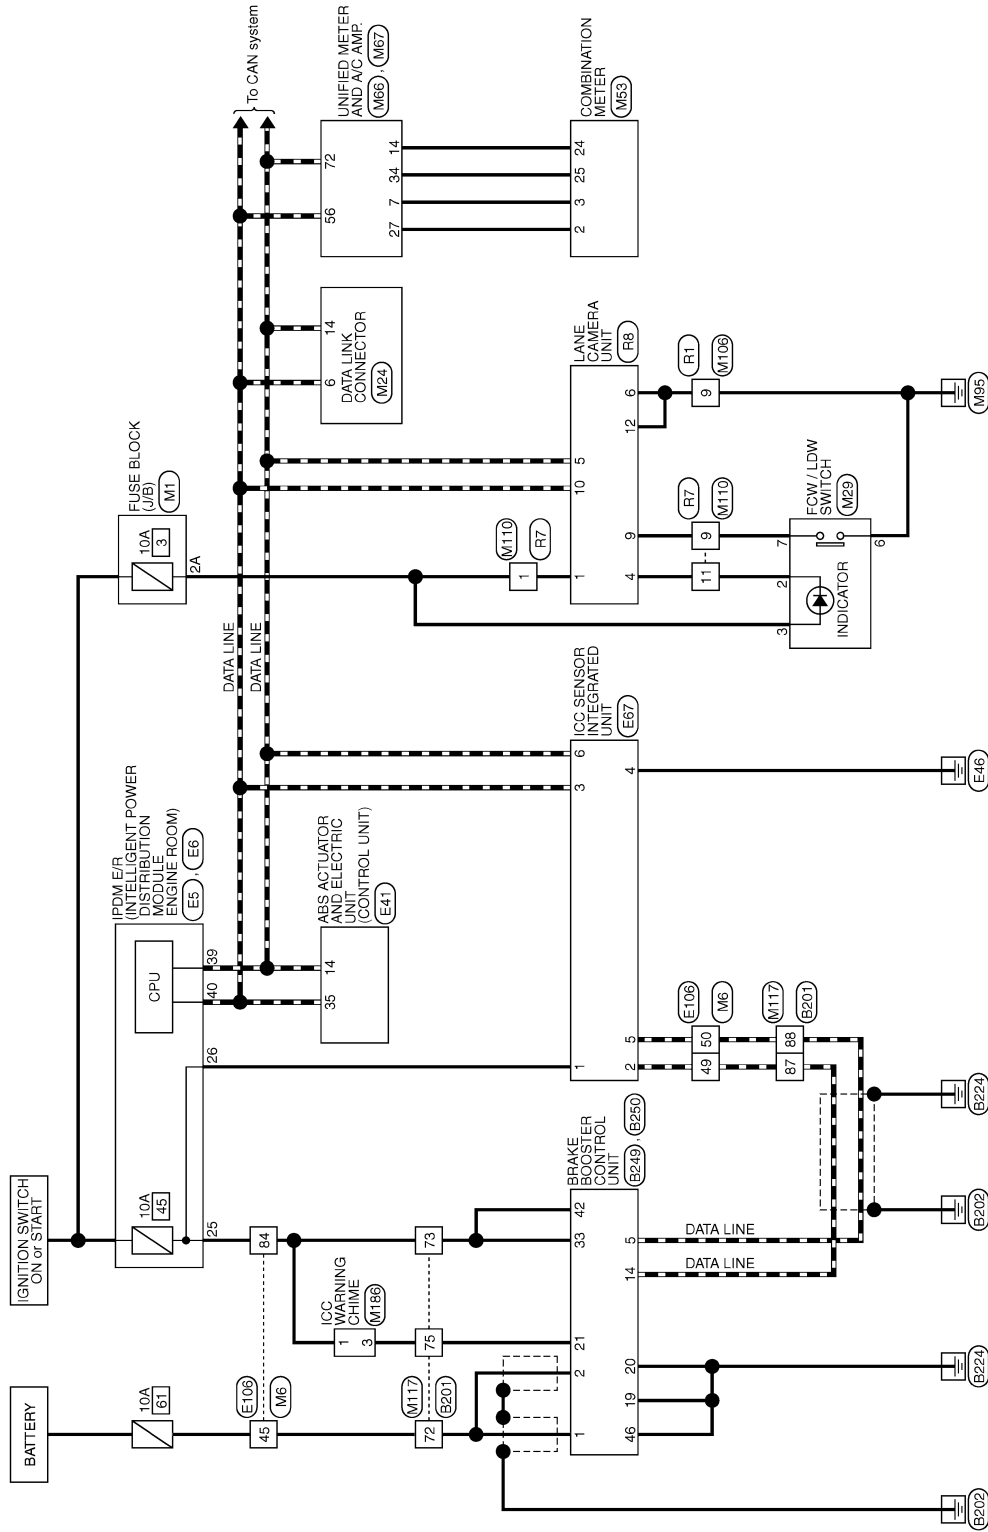 BATTERY
10A
61
IGNITION SWITCH
ON or START
10A
45
IPDM E/R
(INTELLIGENT POWER
DISTRIBUTION
MODULE
ENGINE ROOM)
E5 , E6
CPU
25
26
40
39
FUSE BLOCK
(J/B)
M1
10A
3
2A
To CAN system
DATA LINE
DATA LINE
E106
M6
45
84
ICC
WARNING
CHIME
M186
1
3
M117
B201
72
75
73
ABS ACTUATOR
AND ELECTRIC
UNIT
(CONTROL UNIT)
E41
35
14
DATA LINK
CONNECTOR
M24
6
14
UNIFIED METER
AND A/C AMP.
M66 , M67
56
72
27
7
34
14
COMBINATION
METER
M53
2
3
25
24
M110
R7
1
BRAKE
BOOSTER
CONTROL
UNIT
B249 , B250
1
2
21
33
42
46
19
20
14
5
DATA LINE
DATA LINE
ICC SENSOR
INTEGRATED
UNIT
E67
1
3
6
2
5
4
E106
M6
49
50
M117
B201
87
88
LANE
CAMERA
UNIT
R8
1
10
5
4
9
12
6
R7
M110
11
9
R1
M106
9
FCW / LDW
SWITCH
M29
3
2
7
6
INDICATOR
B202
B224
B202
B224
E46
M95